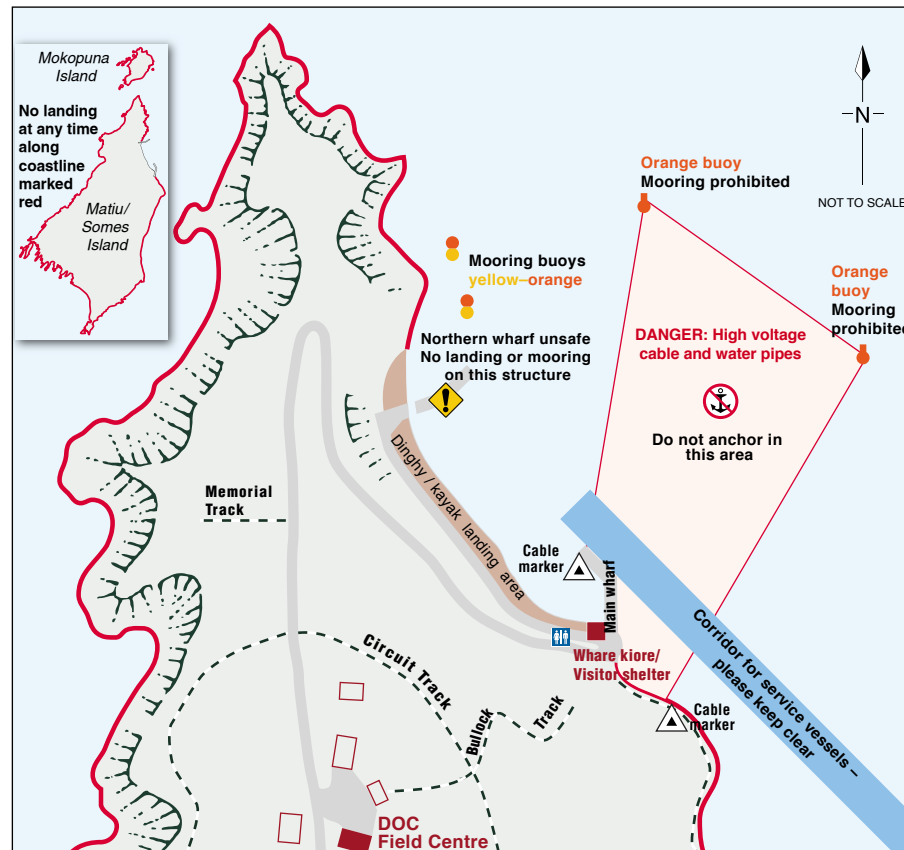 Mokopuna
Island
No landing
at any time
along
coastline
marked
red
Matiu/
Somes
Island
N
NOT TO SCALE
Orange buoy
Mooring prohibited
Orange
buoy
Mooring
prohibited
Mooring buoys
yellow–orange
Northern wharf unsafe
No landing or mooring
on this structure
!
DANGER: High voltage
cable and water pipes
Do not anchor in
this area
Dinghy / kayak landing area
Memorial
Track
Cable
marker
Main wharf
Whare kiore/
Visitor shelter
Corridor for service vessels –
please keep clear
Cable
marker
Circuit Track
Bullock Track
DOC
Field Centre